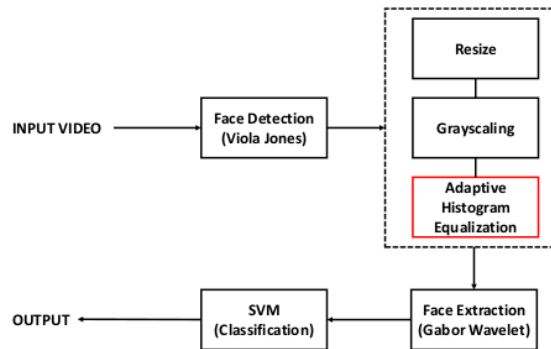 INPUT VIDEO
Face Detection
(Viola Jones)
Resize
Grayscaling
Adaptive
Histogram
Equalization
Face Extraction
(Gabor Wavelet)
SVM
(Classification)
OUTPUT